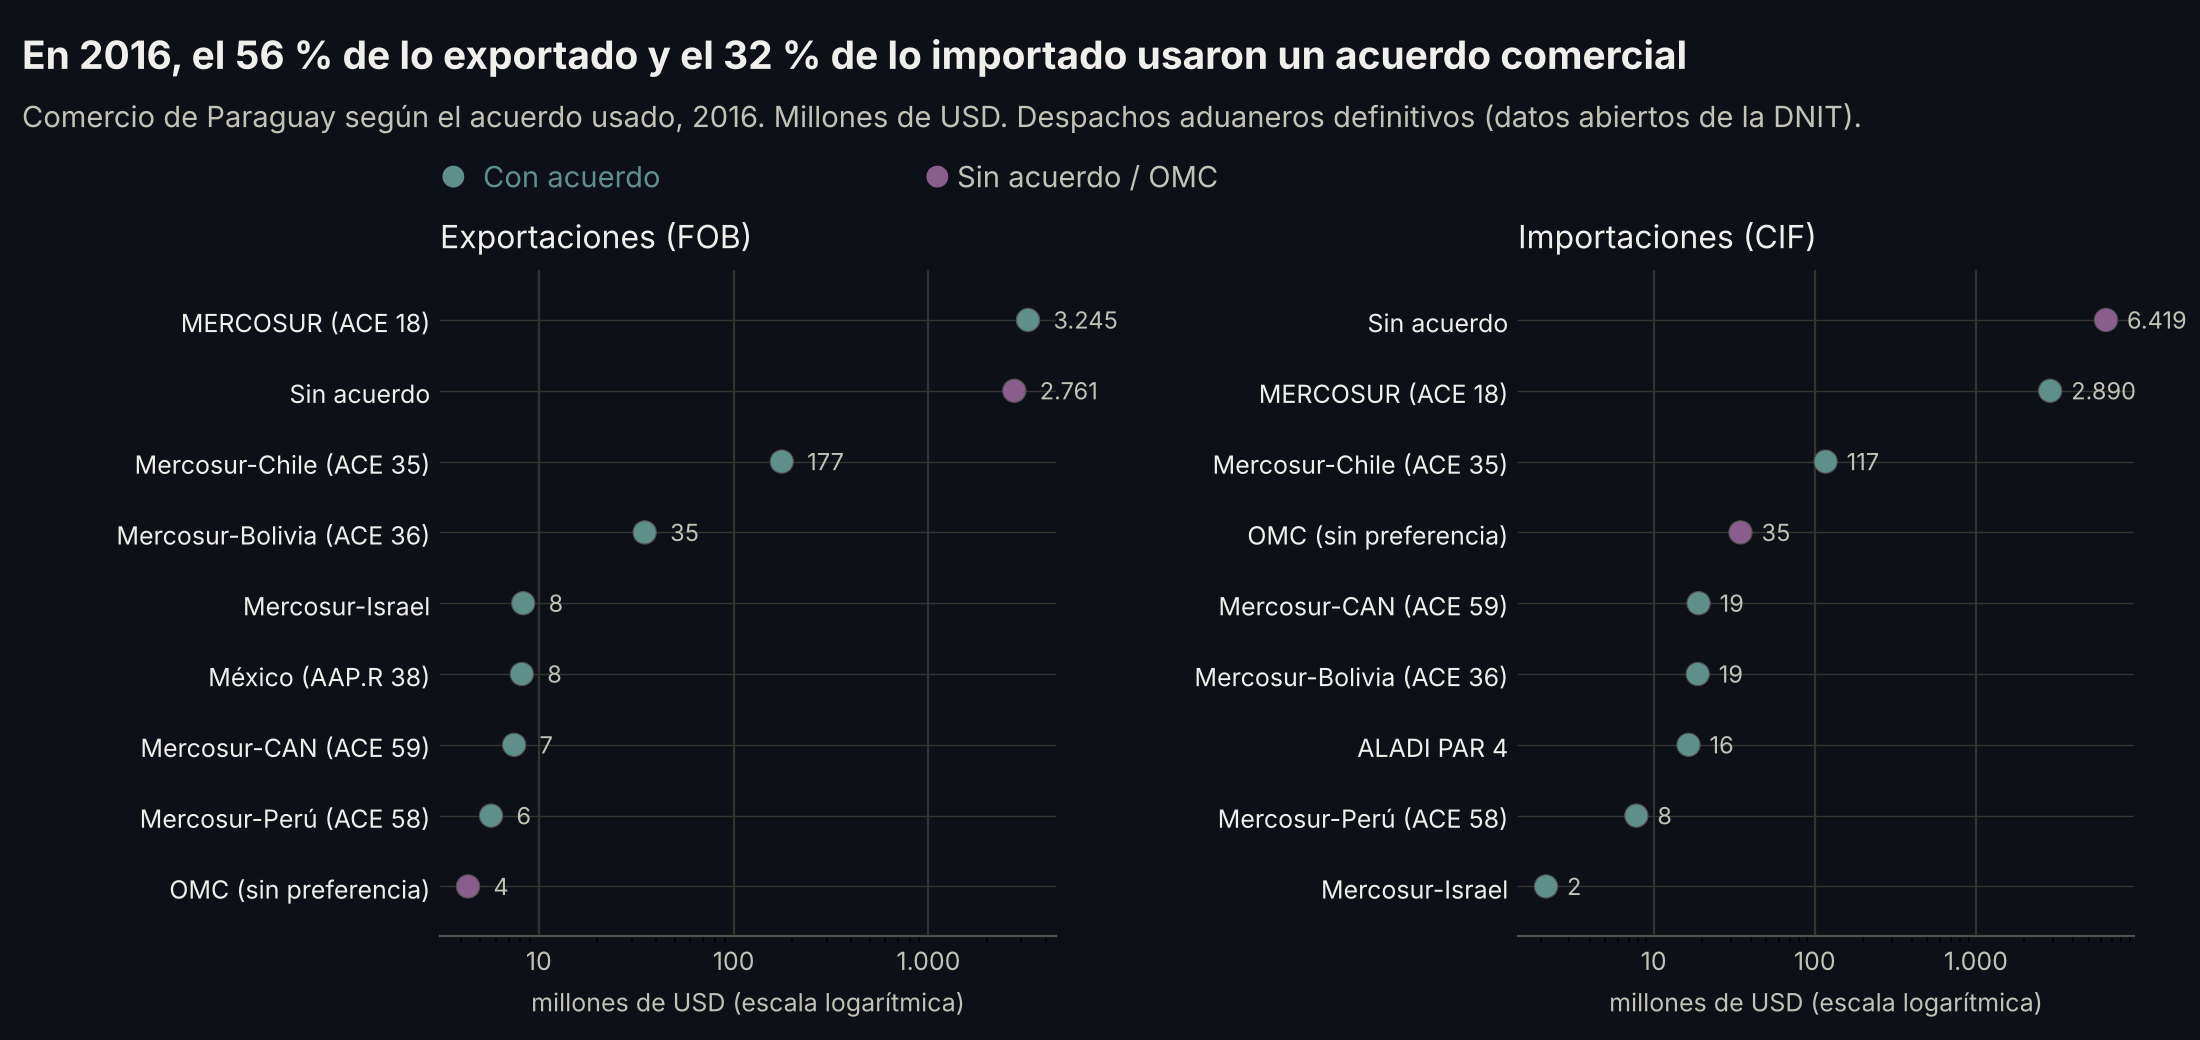 En 2016, el 56 % de lo exportado y el 32 % de lo importado usaron un acuerdo comercial
Comercio de Paraguay según el acuerdo usado, 2016. Millones de USD. Despachos aduaneros definitivos (datos abiertos de la DNIT).
Con acuerdo
Sin acuerdo / OMC
Exportaciones (FOB)
MERCOSUR (ACE 18) 3.245
Sin acuerdo 2.761
Mercosur-Chile (ACE 35) 177
Mercosur-Bolivia (ACE 36) 35
Mercosur-Israel 8
México (AAP.R 38) 8
Mercosur-CAN (ACE 59) 7
Mercosur-Perú (ACE 58) 6
OMC (sin preferencia) 4
10 100 1.000
millones de USD (escala logarítmica)
Importaciones (CIF)
Sin acuerdo 6.419
MERCOSUR (ACE 18) 2.890
Mercosur-Chile (ACE 35) 117
OMC (sin preferencia) 35
Mercosur-CAN (ACE 59) 19
Mercosur-Bolivia (ACE 36) 19
ALADI PAR 4 16
Mercosur-Perú (ACE 58) 8
Mercosur-Israel 2
10 100 1.000
millones de USD (escala logarítmica)